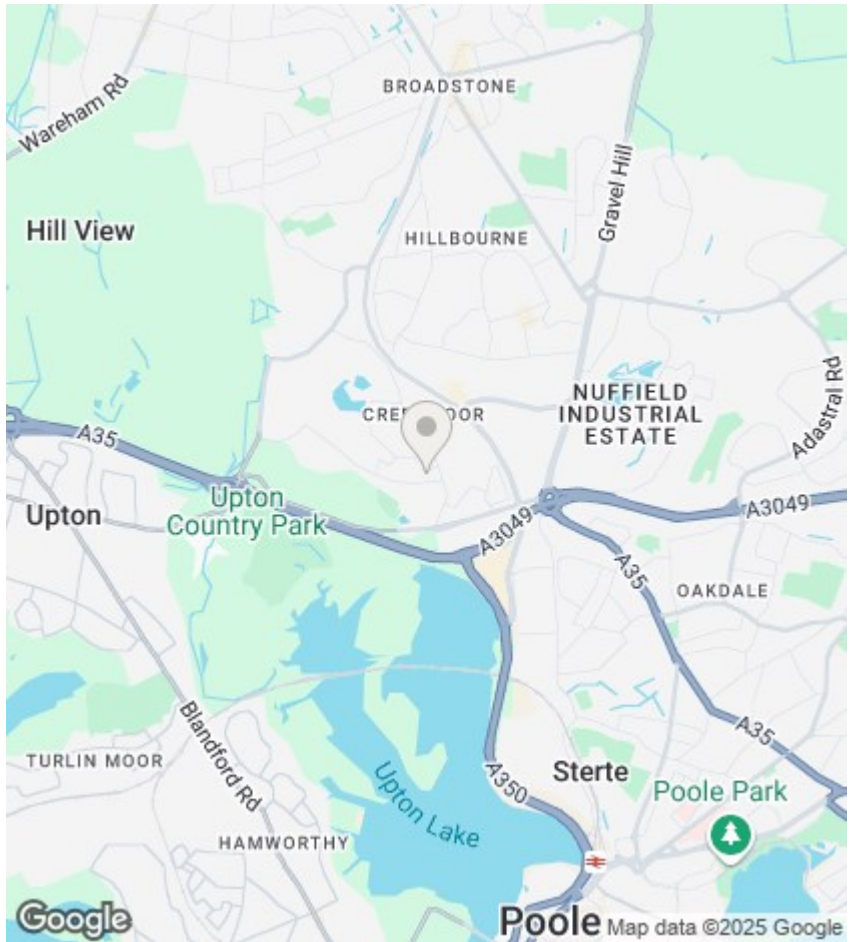 BROADSTONE
Wareham Rd
Gravel Hill
Hill View
HILLBOURNE
Adastral Rd
NUFFIELD
INDUSTRIAL
ESTATE
A35
Upton
Upton
Country Park
A3049
A3049
A35
OAKDALE
Blandford Rd
TURLIN MOOR
Upton Lake
A350
Sterte
A35
Poole Park
HAMWORTHY
Google
Poole
Map data ©2025 Google